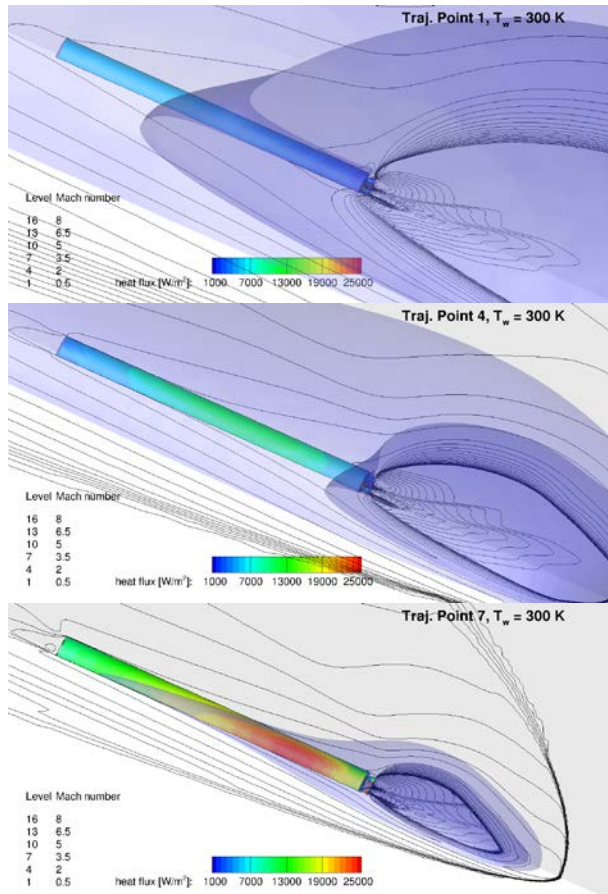 Traj. Point 1, T_w = 300 K
Level Mach number
16 8
13 6.5
10 5
7 3.5
4 2
1 0.5
heat flux [W/m²]: 1000 7000 13000 19000 25000
Traj. Point 4, T_w = 300 K
Level Mach number
16 8
13 6.5
10 5
7 3.5
4 2
1 0.5
heat flux [W/m²]: 1000 7000 13000 19000 25000
Traj. Point 7, T_w = 300 K
Level Mach number
16 8
13 6.5
10 5
7 3.5
4 2
1 0.5
heat flux [W/m²]: 1000 7000 13000 19000 25000